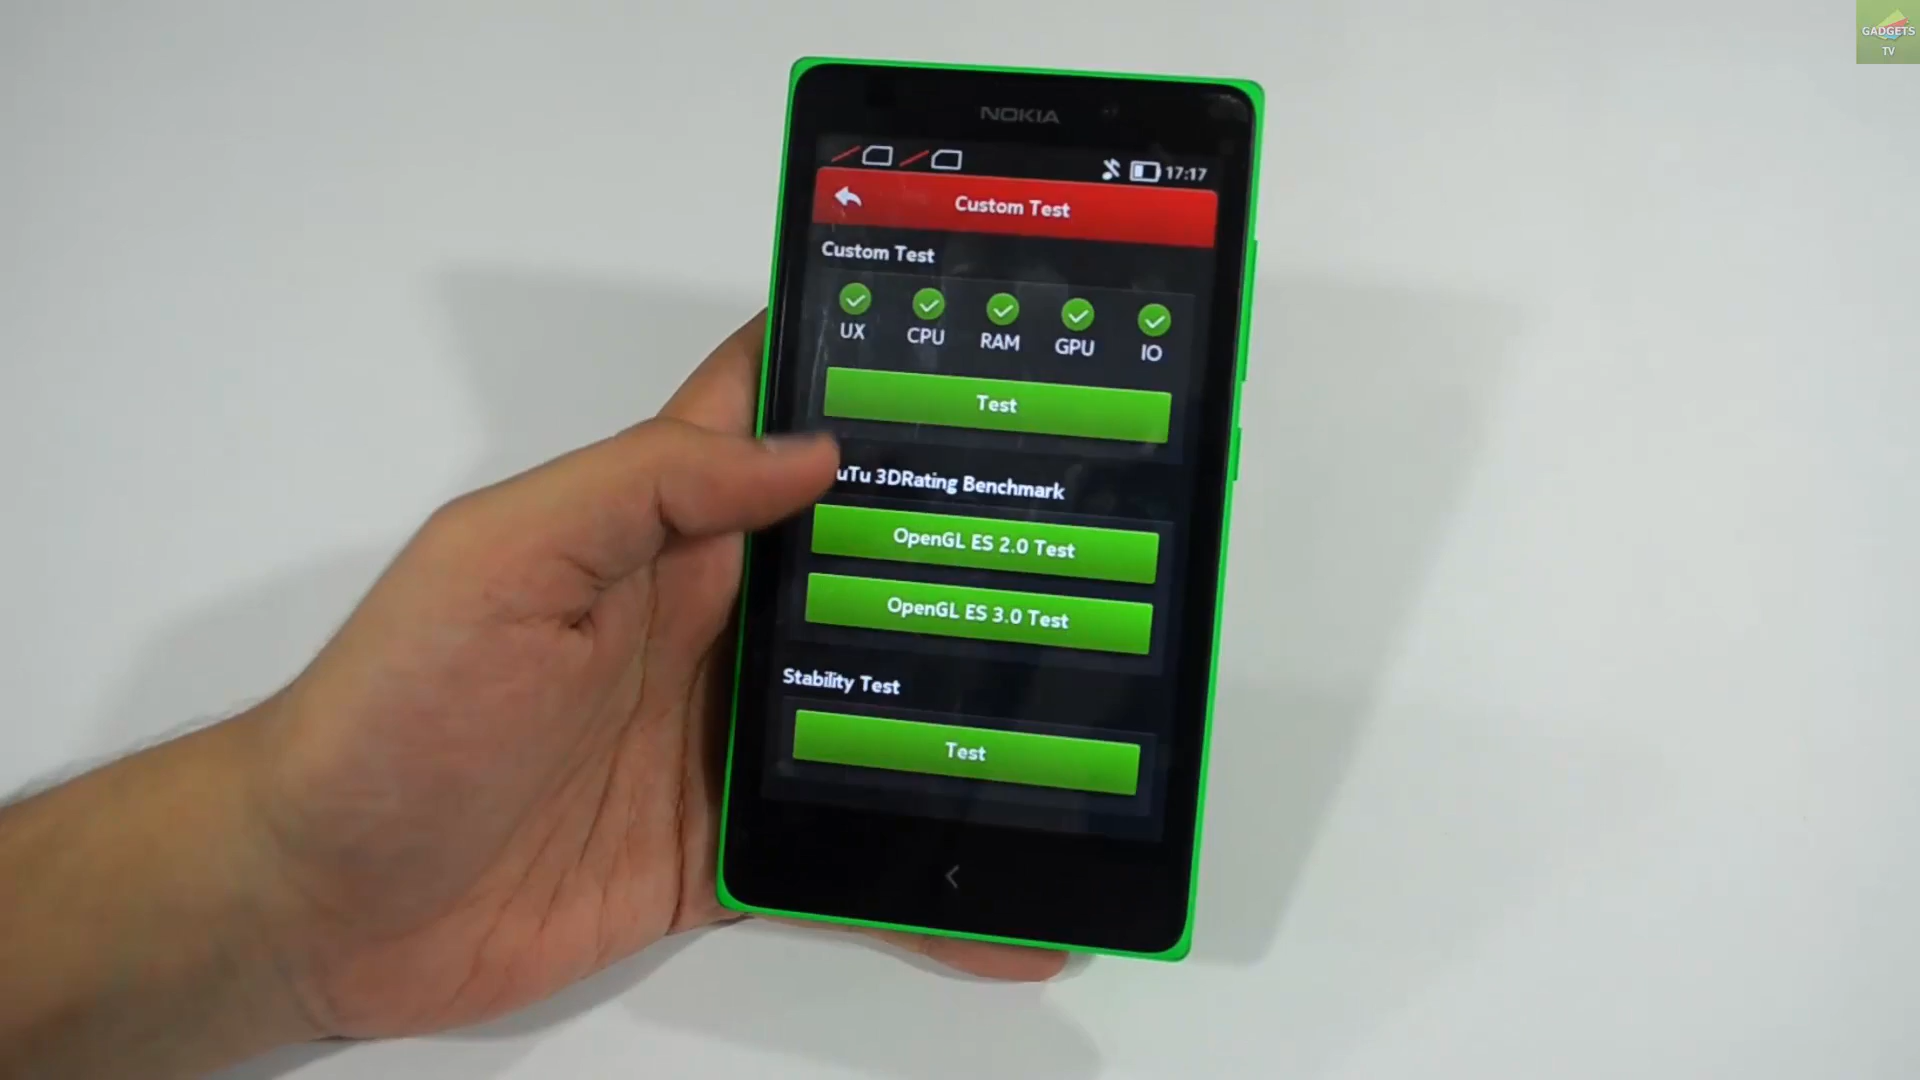 GADGETS
TV
NOKIA
17:17
Custom Test
Custom Test
UX CPU RAM GPU IO
Test
uTu 3DRating Benchmark
OpenGL ES 2.0 Test
OpenGL ES 3.0 Test
Stability Test
Test